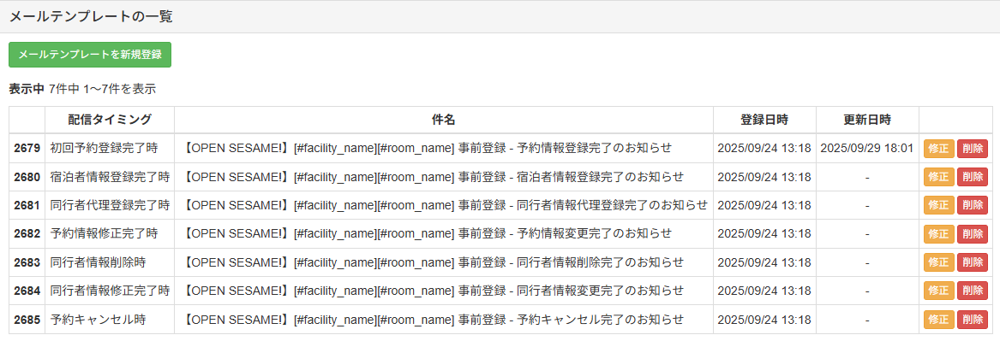 メールテンプレートの一覧
メールテンプレートを新規登録
表示中 7件中 1～7件を表示
配信タイミング 件名 登録日時 更新日時
2679 初回予約登録完了時 【OPEN SESAME!】[#facility_name][#room_name] 事前登録 - 予約情報登録完了のお知らせ 2025/09/24 13:18 2025/09/29 18:01 修正 削除
2680 宿泊者情報登録完了時 【OPEN SESAME!】[#facility_name][#room_name] 事前登録 - 宿泊者情報登録完了のお知らせ 2025/09/24 13:18 - 修正 削除
2681 同行者代理登録完了時 【OPEN SESAME!】[#facility_name][#room_name] 事前登録 - 同行者情報代理登録完了のお知らせ 2025/09/24 13:18 - 修正 削除
2682 予約情報修正完了時 【OPEN SESAME!】[#facility_name][#room_name] 事前登録 - 予約情報変更完了のお知らせ 2025/09/24 13:18 - 修正 削除
2683 同行者情報削除時 【OPEN SESAME!】[#facility_name][#room_name] 事前登録 - 同行者情報削除完了のお知らせ 2025/09/24 13:18 - 修正 削除
2684 同行者情報修正完了時 【OPEN SESAME!】[#facility_name][#room_name] 事前登録 - 同行者情報変更完了のお知らせ 2025/09/24 13:18 - 修正 削除
2685 予約キャンセル時 【OPEN SESAME!】[#facility_name][#room_name] 事前登録 - 予約キャンセル完了のお知らせ 2025/09/24 13:18 - 修正 削除